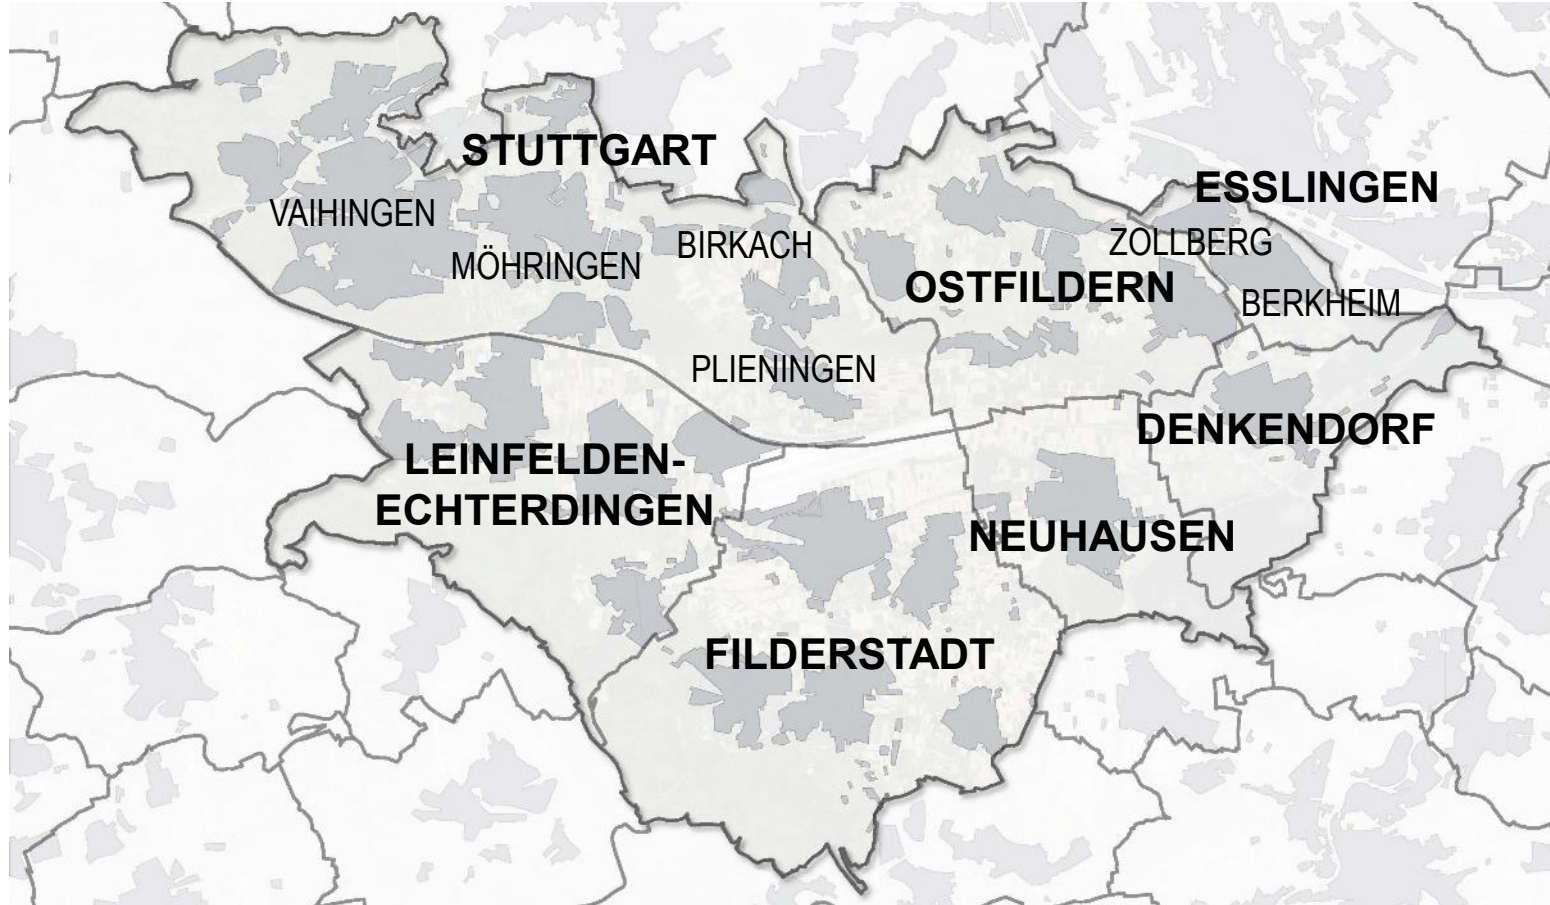 STUTTGART
ESSLINGEN
VAIHINGEN
ZOLLBERG
BIRKACH
MÖHRINGEN
OSTFILDERN
BERKHEIM
PLIENINGEN
DENKENDORF
LEINFELDEN-
ECHTERDINGEN
NEUHAUSEN
FILDERSTADT